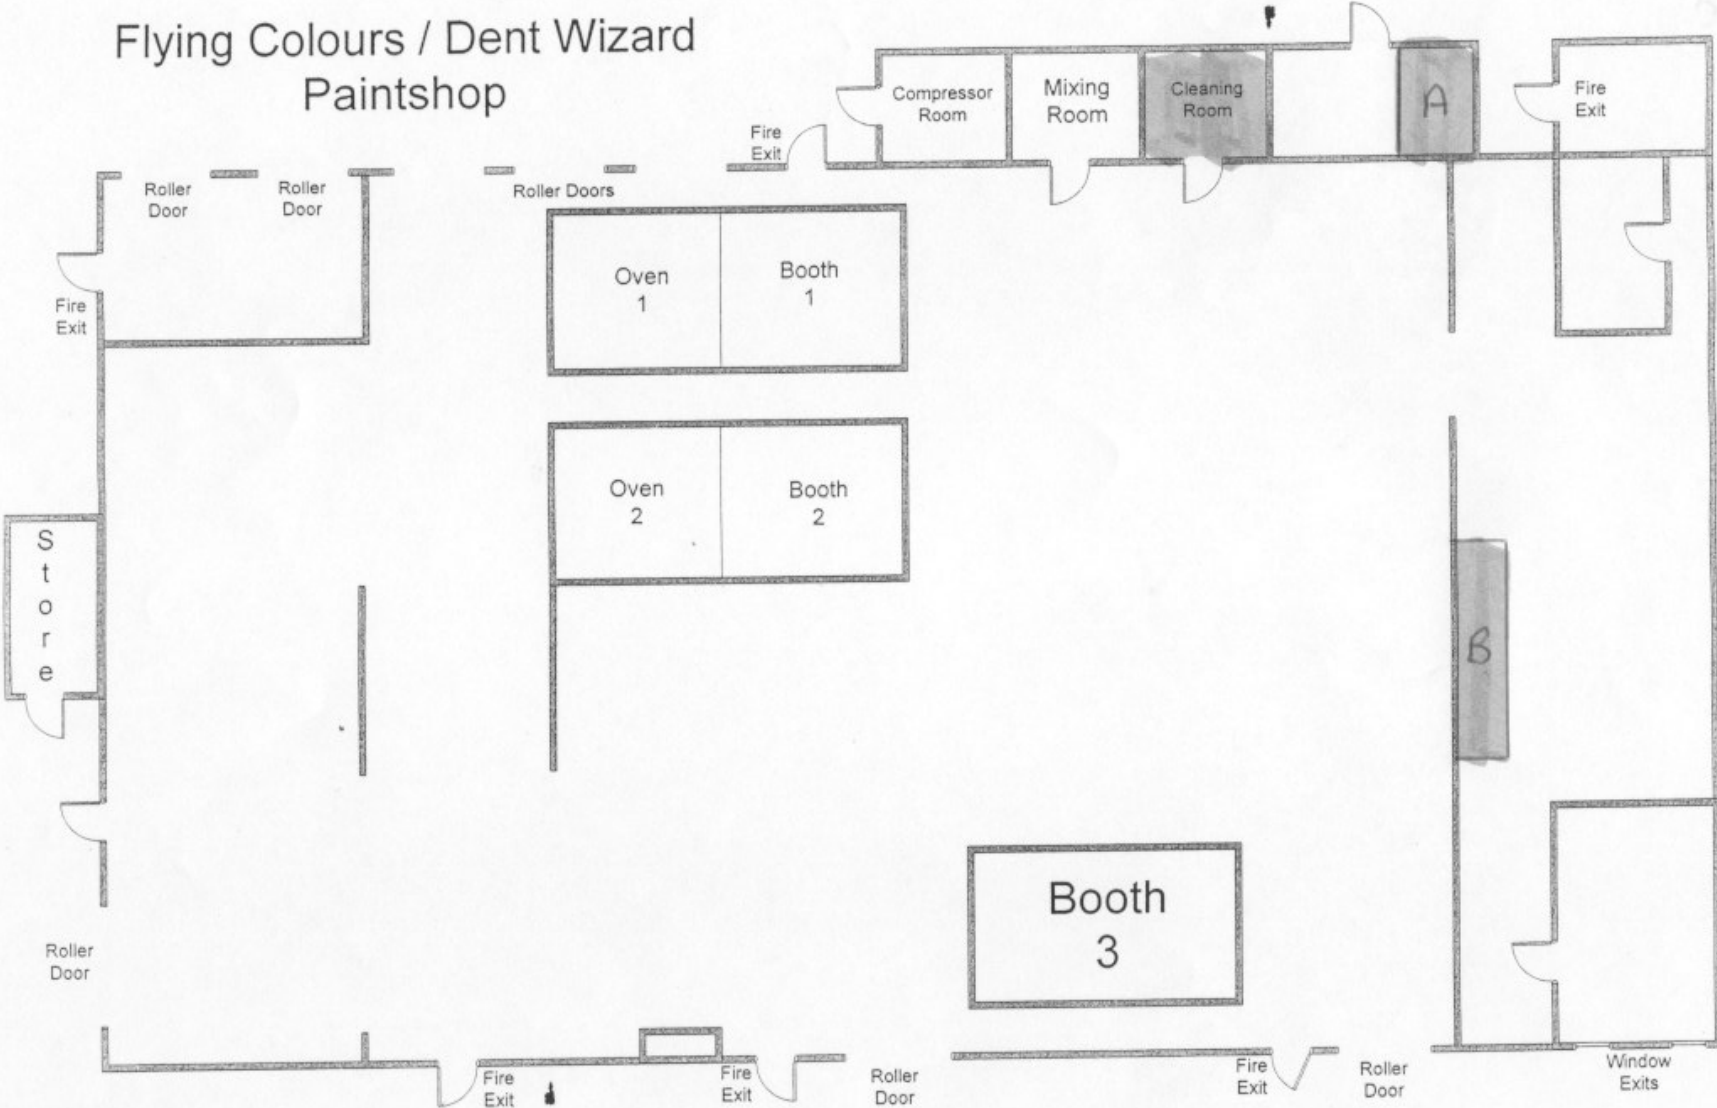 Flying Colours / Dent Wizard
Paintshop
Compressor
Room
Mixing
Room
Cleaning
Room
A
Fire
Exit
Fire
Exit
Roller
Door
Roller
Door
Roller Doors
Fire
Exit
Oven
1
Booth
1
Oven
2
Booth
2
S
t
o
r
e
B
Booth
3
Roller
Door
Fire
Exit
Fire
Exit
Roller
Door
Fire
Exit
Roller
Door
Window
Exits